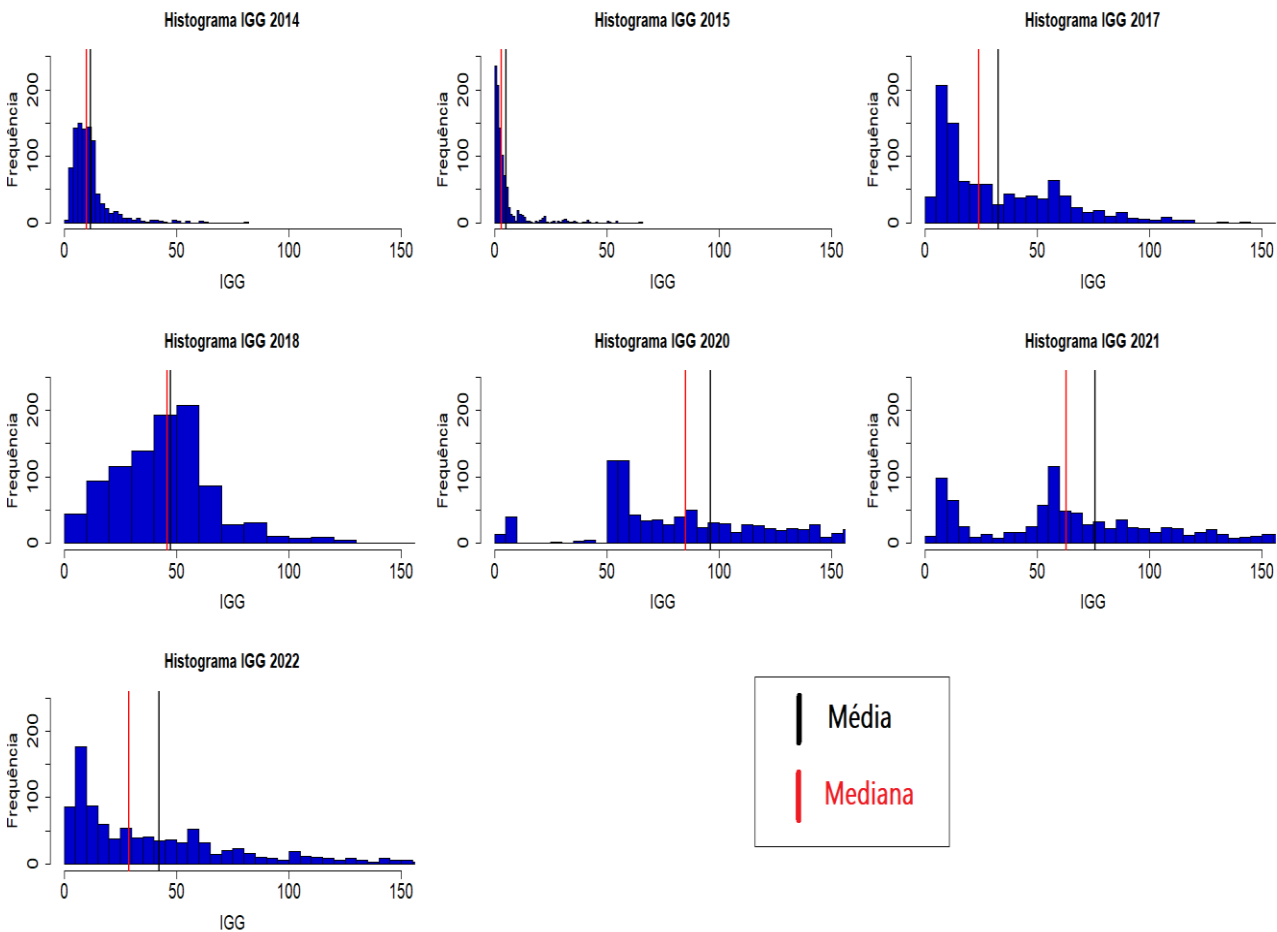 Histograma IGG 2014
Frequência
0
100
200
0 50 100 150
IGG
Histograma IGG 2015
Frequência
0
100
200
0 50 100 150
IGG
Histograma IGG 2017
Frequência
0
100
200
0 50 100 150
IGG
Histograma IGG 2018
Frequência
0
100
200
0 50 100 150
IGG
Histograma IGG 2020
Frequência
0
100
200
0 50 100 150
IGG
Histograma IGG 2021
Frequência
0
100
200
0 50 100 150
IGG
Histograma IGG 2022
Frequência
0
100
200
0 50 100 150
IGG
Média
Mediana